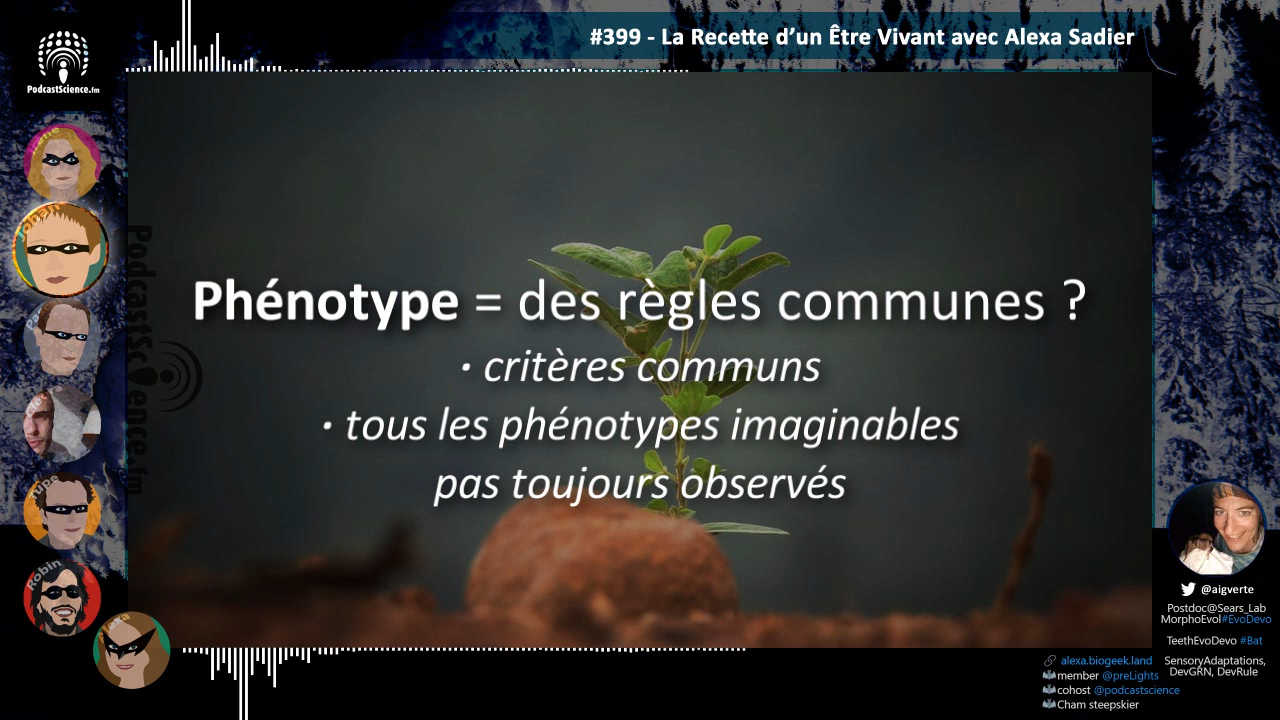 #399 - La Recette d’un Être Vivant avec Alexa Sadier
PodcastScience.fm
Johan
Robin
PodcastScience.fm
Phénotype = des règles communes ?
· critères communs
· tous les phénotypes imaginables
pas toujours observés
@aigverte
Postdoc@Sears_Lab
MorphoEvol#EvoDevo
TeethEvoDevo #Bat
SensoryAdaptations,
DevGRN, DevRule
alexa.biogeek.land
member @preLights
cohost @podcastscience
Cham steepskier